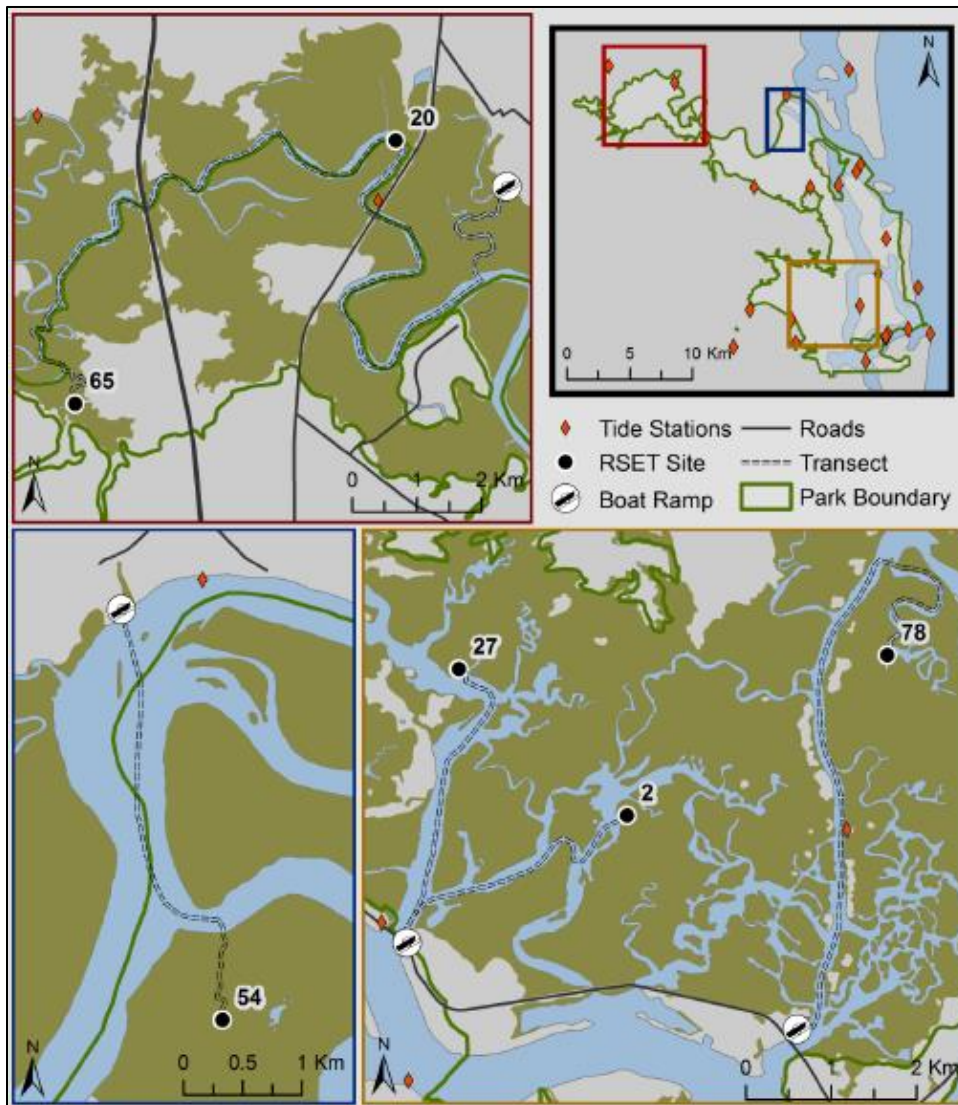 20
65
N
0 1 2 Km
N
0 5 10 Km
Tide Stations
Roads
RSET Site
Transect
Boat Ramp
Park Boundary
54
N
0 0.5 1 Km
27
78
2
N
0 1 2 Km